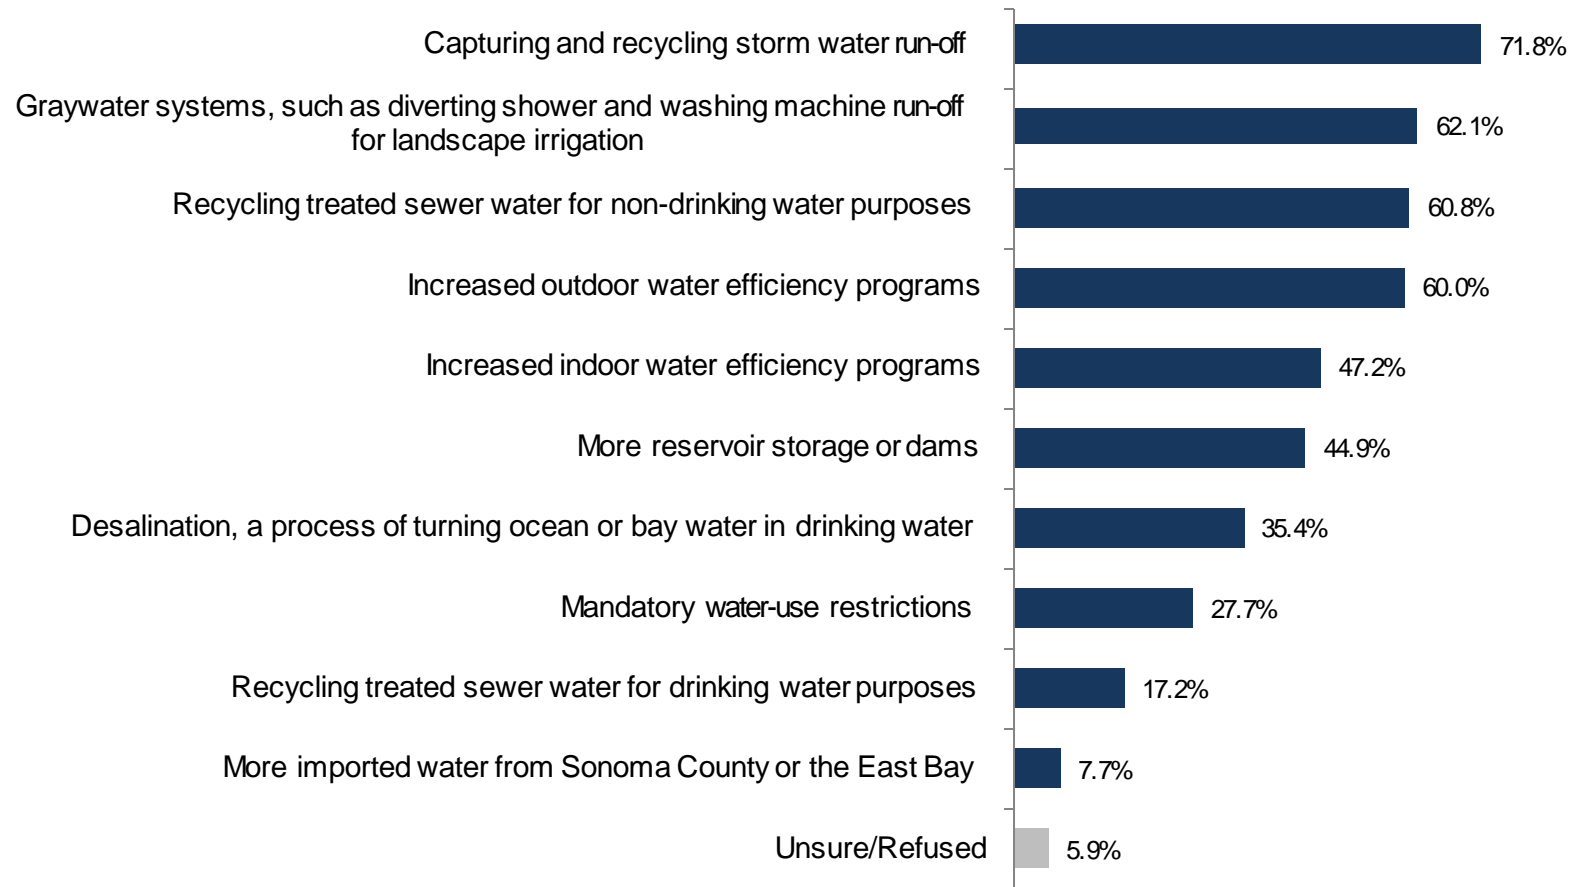 Capturing and recycling storm water run-off 71.8%
Graywater systems, such as diverting shower and washing machine run-off
for landscape irrigation 62.1%
Recycling treated sewer water for non-drinking water purposes 60.8%
Increased outdoor water efficiency programs 60.0%
Increased indoor water efficiency programs 47.2%
More reservoir storage or dams 44.9%
Desalination, a process of turning ocean or bay water in drinking water 35.4%
Mandatory water-use restrictions 27.7%
Recycling treated sewer water for drinking water purposes 17.2%
More imported water from Sonoma County or the East Bay 7.7%
Unsure/Refused 5.9%